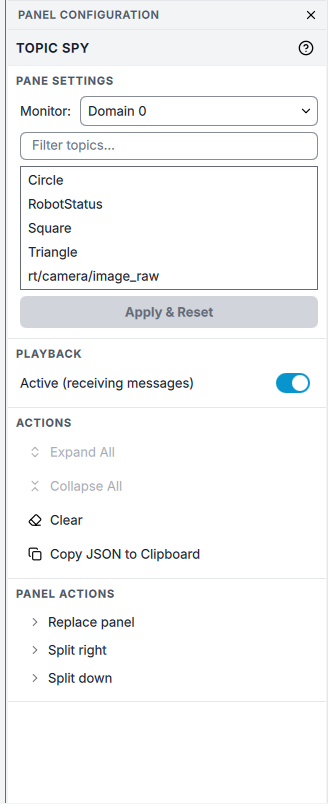 PANEL CONFIGURATION
TOPIC SPY
PANE SETTINGS
Monitor: Domain 0
Filter topics...
Circle
RobotStatus
Square
Triangle
rt/camera/image_raw
Apply & Reset
PLAYBACK
Active (receiving messages)
ACTIONS
Expand All
Collapse All
Clear
Copy JSON to Clipboard
PANEL ACTIONS
Replace panel
Split right
Split down